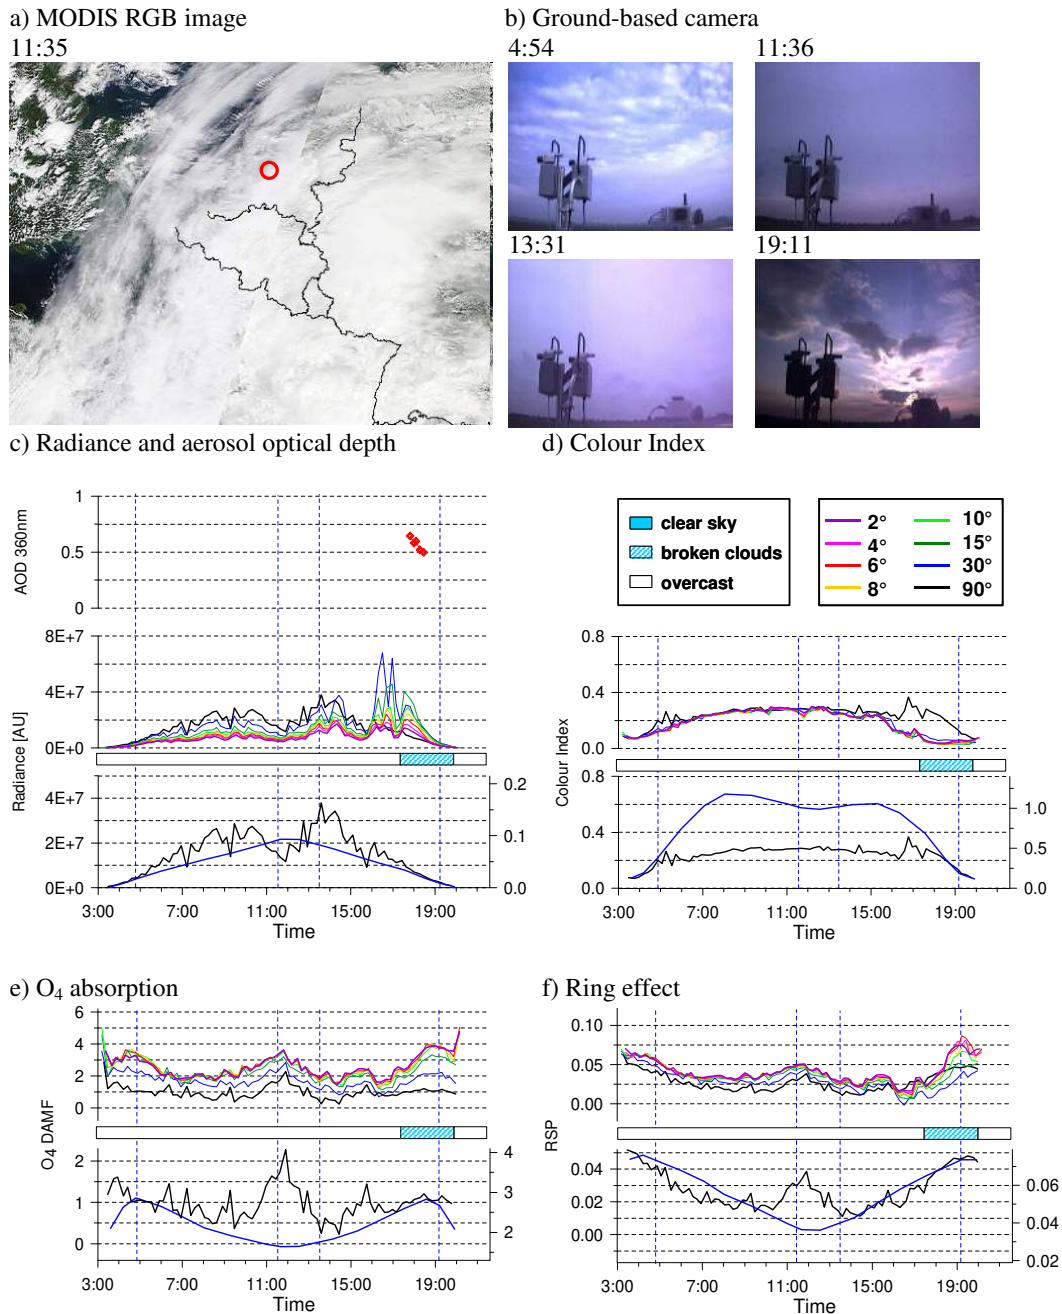 a) MODIS RGB image
11:35
b) Ground-based camera
4:54 11:36
13:31 19:11
c) Radiance and aerosol optical depth
AOD 360nm
1
0.5
0
Radiance [AU]
8E+7
4E+7
0E+0
4E+7
2E+7
0E+0
0.2
0.1
0.0
3:00 7:00 11:00 15:00 19:00
Time
d) Colour Index
clear sky
broken clouds
overcast
2° 10°
4° 15°
6° 30°
8° 90°
Colour Index
0.8
0.4
0.0
0.8
0.4
0.0
1.0
0.5
0.0
3:00 7:00 11:00 15:00 19:00
Time
e) O₄ absorption
O₄ DAMF
6
4
2
0
2
1
0
4
3
2
3:00 7:00 11:00 15:00 19:00
Time
f) Ring effect
RSP
0.10
0.05
0.00
0.04
0.02
0.00
0.06
0.04
0.02
3:00 7:00 11:00 15:00 19:00
Time